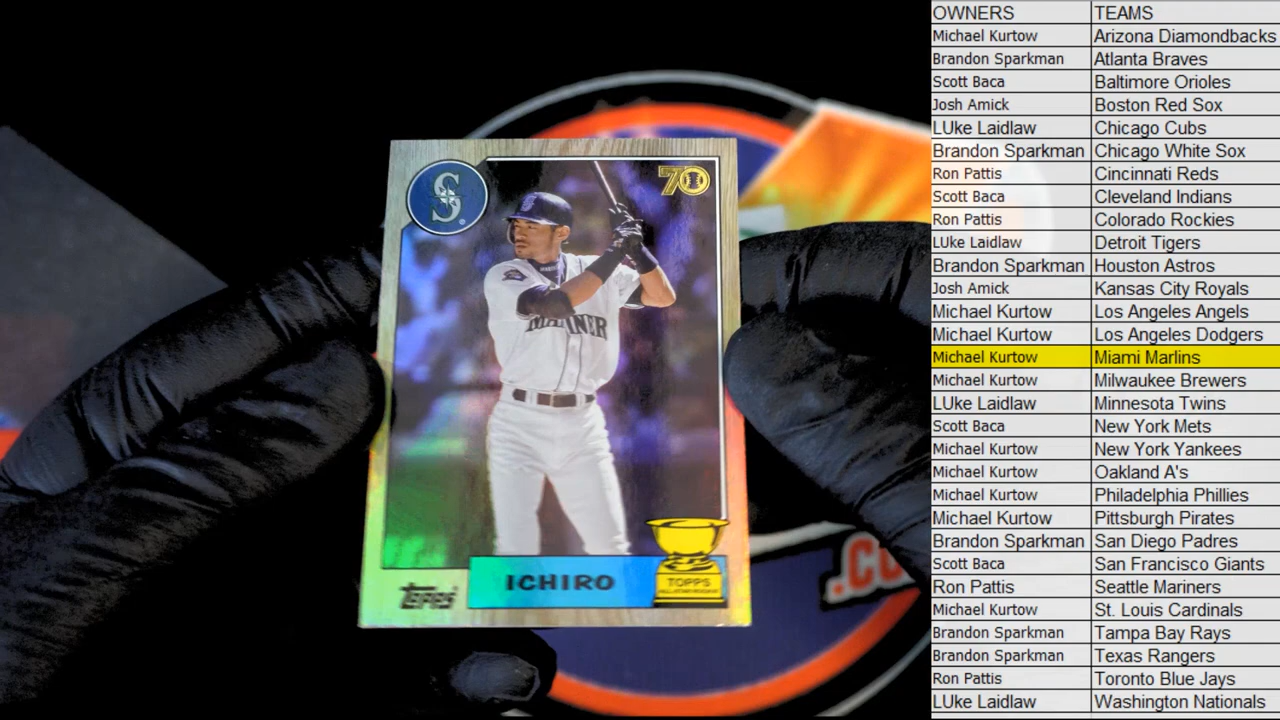 70
S
MARINER
ICHIRO
TOPPS
ALL-STAR ROOKIE
Topps
.CO
OWNERS TEAMS
Michael Kurtow Arizona Diamondbacks
Brandon Sparkman Atlanta Braves
Scott Baca Baltimore Orioles
Josh Amick Boston Red Sox
LUke Laidlaw Chicago Cubs
Brandon Sparkman Chicago White Sox
Ron Pattis Cincinnati Reds
Scott Baca Cleveland Indians
Ron Pattis Colorado Rockies
LUke Laidlaw Detroit Tigers
Brandon Sparkman Houston Astros
Josh Amick Kansas City Royals
Michael Kurtow Los Angeles Angels
Michael Kurtow Los Angeles Dodgers
Michael Kurtow Miami Marlins
Michael Kurtow Milwaukee Brewers
LUke Laidlaw Minnesota Twins
Scott Baca New York Mets
Michael Kurtow New York Yankees
Michael Kurtow Oakland A's
Michael Kurtow Philadelphia Phillies
Michael Kurtow Pittsburgh Pirates
Brandon Sparkman San Diego Padres
Scott Baca San Francisco Giants
Ron Pattis Seattle Mariners
Michael Kurtow St. Louis Cardinals
Brandon Sparkman Tampa Bay Rays
Brandon Sparkman Texas Rangers
Ron Pattis Toronto Blue Jays
LUke Laidlaw Washington Nationals